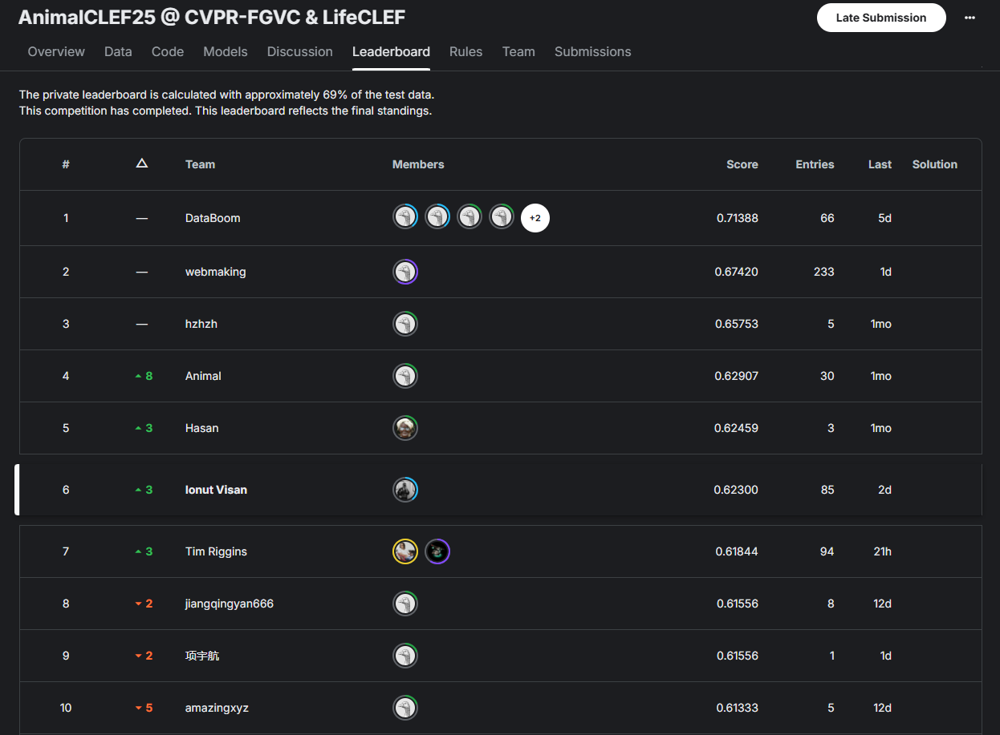 AnimalCLEF25 @ CVPR-FGVC & LifeCLEF
Late Submission
Overview Data Code Models Discussion Leaderboard Rules Team Submissions
The private leaderboard is calculated with approximately 69% of the test data.
This competition has completed. This leaderboard reflects the final standings.
# △ Team Members Score Entries Last Solution
1 — DataBoom +2 0.71388 66 5d
2 — webmaking 0.67420 233 1d
3 — hzhzh 0.65753 5 1mo
4 8 Animal 0.62907 30 1mo
5 3 Hasan 0.62459 3 1mo
6 3 Ionut Visan 0.62300 85 2d
7 3 Tim Riggins 0.61844 94 21h
8 2 jiangqingyan666 0.61556 8 12d
9 2 项宇航 0.61556 1 1d
10 5 amazingxyz 0.61333 5 12d